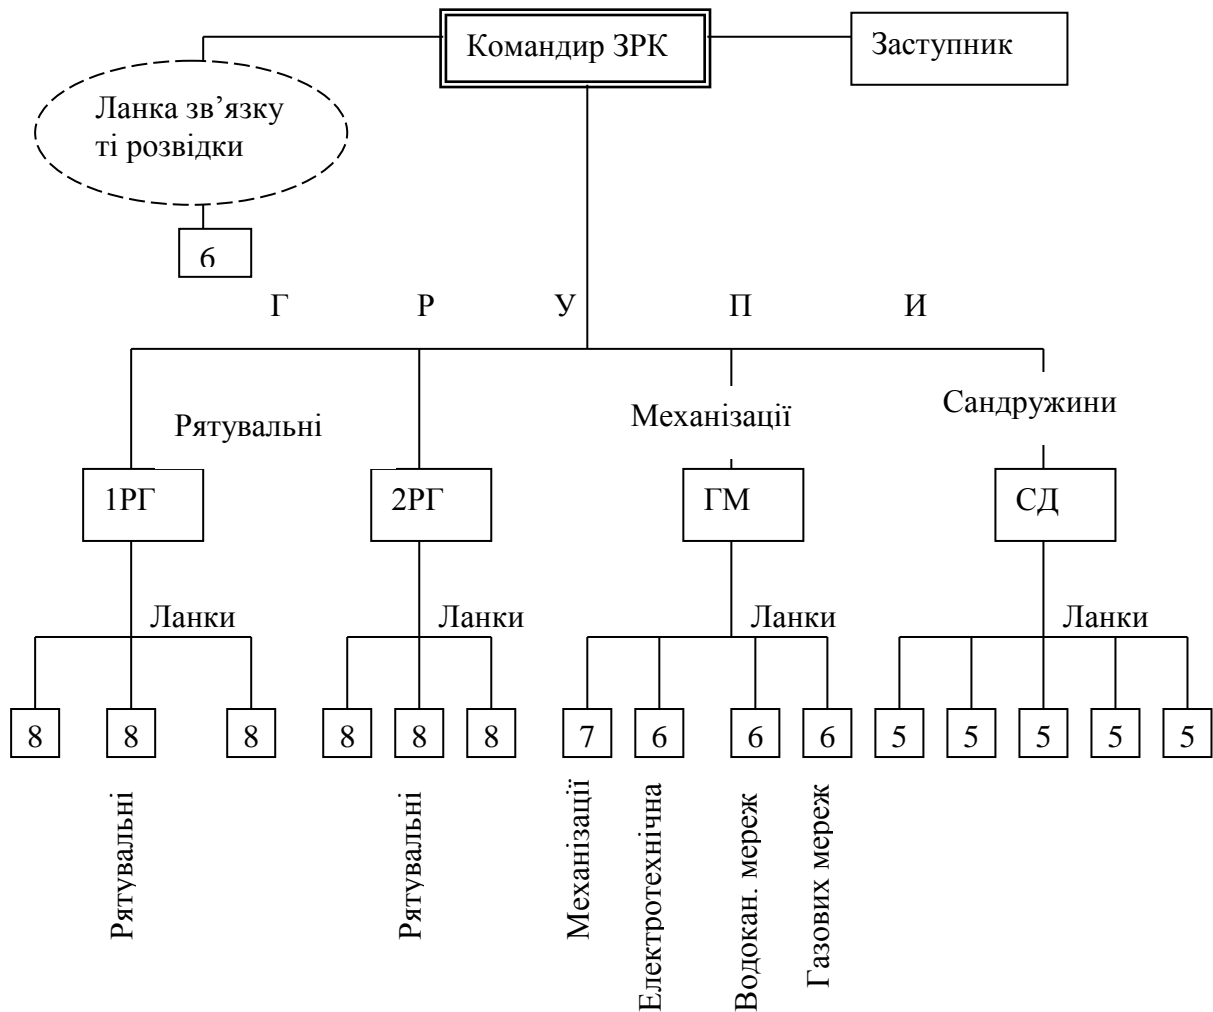 Командир ЗРК
Заступник
Ланка зв’язку
ті розвідки
6
Г Р У П И
Рятувальні
Механізації
Сандружини
1РГ
2РГ
ГМ
СД
Ланки
Ланки
Ланки
Ланки
8
8
8
8
8
8
7
6
6
6
5
5
5
5
5
Рятувальні
Рятувальні
Механізації
Електротехнічна
Водокан. мереж
Газових мереж